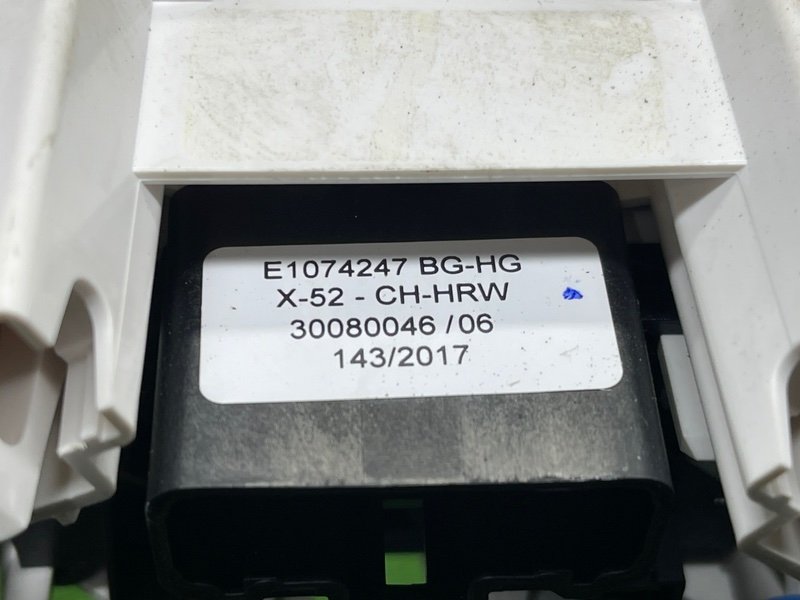 E1074247 BG-HG
X-52 - CH-HRW
30080046 /06
143/2017